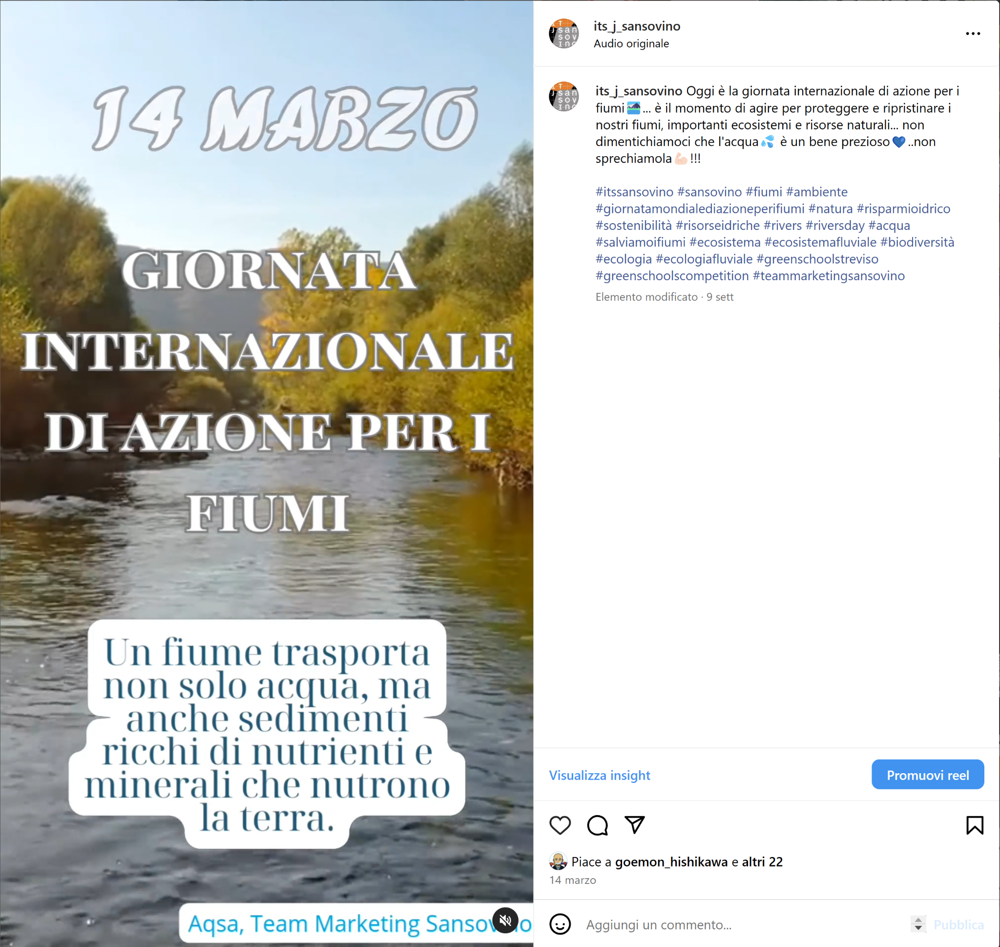 14 MARZO
GIORNATA
INTERNAZIONALE
DI AZIONE PER I
FIUMI
Un fiume trasporta
non solo acqua, ma
anche sedimenti
ricchi di nutrienti e
minerali che nutrono
la terra.
Aqsa, Team Marketing
its_j_sansovino
Audio originale
its_j_sansovino Oggi è la giornata internazionale di azione per i
fiumi🏞️... è il momento di agire per proteggere e ripristinare i
nostri fiumi, importanti ecosistemi e risorse naturali... non
dimentichiamoci che l'acqua💦 è un bene prezioso💙..non
sprechiamola💪🏻!!!
#itssansovino #sansovino #fiumi #ambiente
#giornatamondialediazioneperifiumi #natura #risparmioidrico
#sostenibilità #risorseidriche #rivers #riversday #acqua
#salviamoifiumi #ecosistema #ecosistemafluviale #biodiversità
#ecologia #ecologiafluviale #greenschoolstreviso
#greenschoolscompetition #teammarketingsansovino
Elemento modificato · 9 sett
Visualizza insight
Promuovi reel
Piace a goemon_hishikawa e altri 22
14 marzo
Aggiungi un commento...
Pubblica